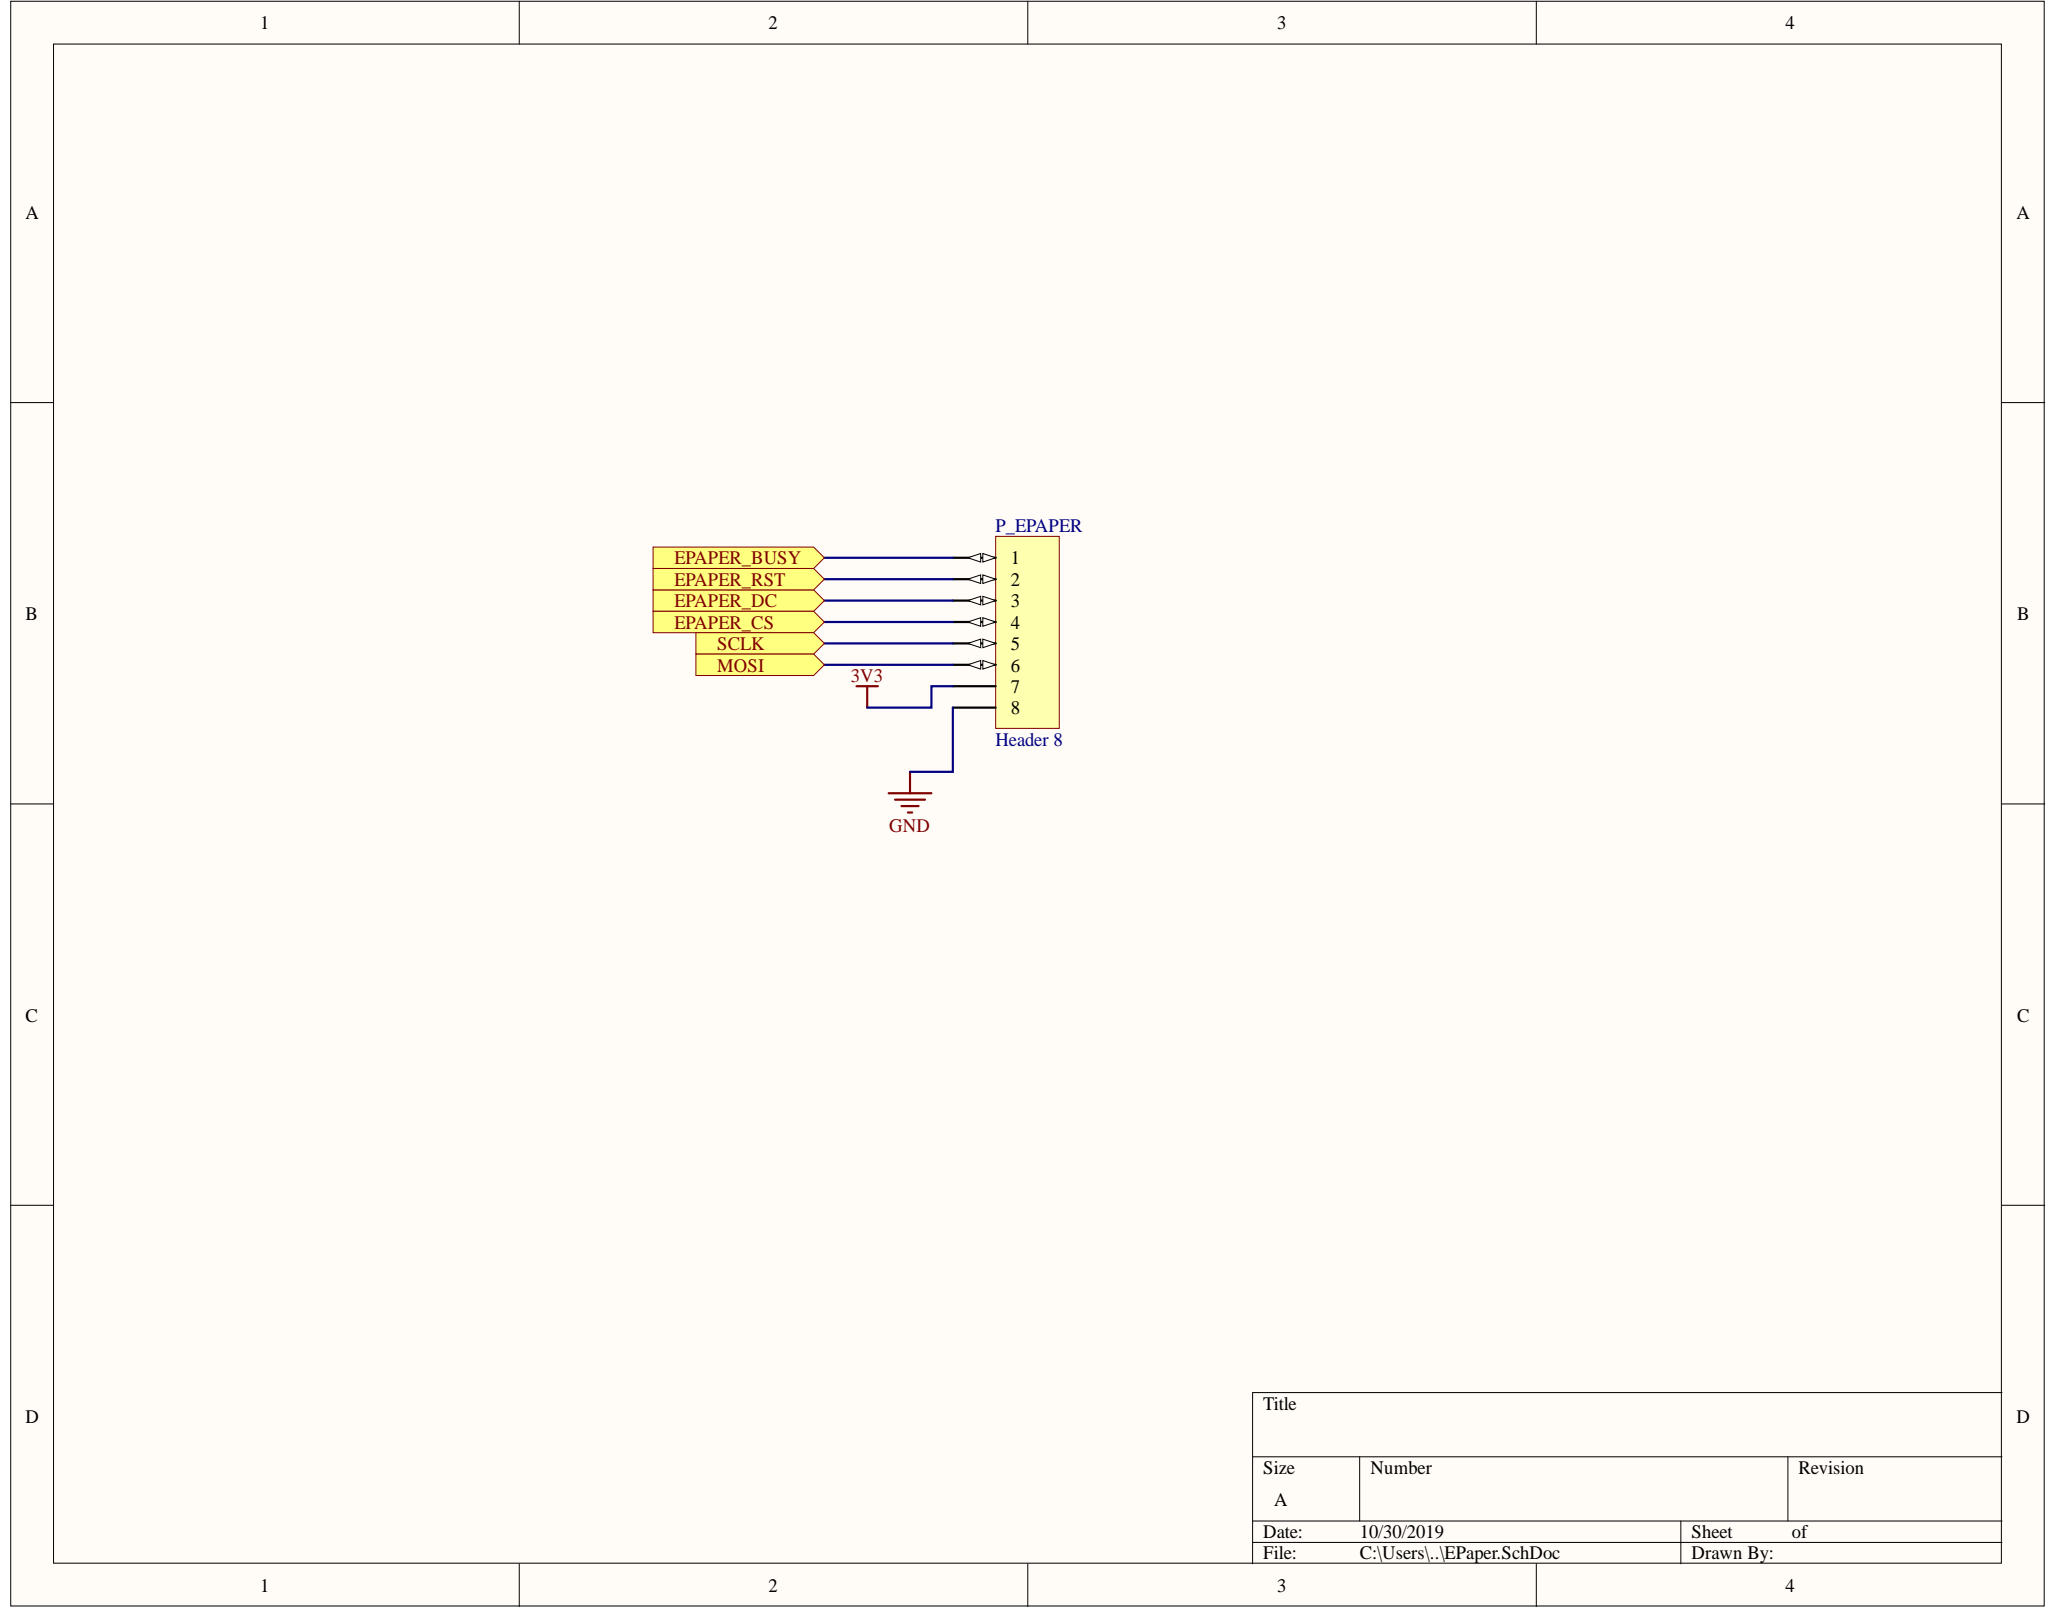 1 2 3 4
A A
P_EPAPER
EPAPER_BUSY 1
EPAPER_RST 2
EPAPER_DC 3
B B
EPAPER_CS 4
SCLK 5
MOSI 6
3V3 7
8
Header 8
GND
C C
Title
D D
Size Number Revision
A
Date: 10/30/2019 Sheet of
File: C:\Users\..\EPaper.SchDoc Drawn By:
1 2 3 4